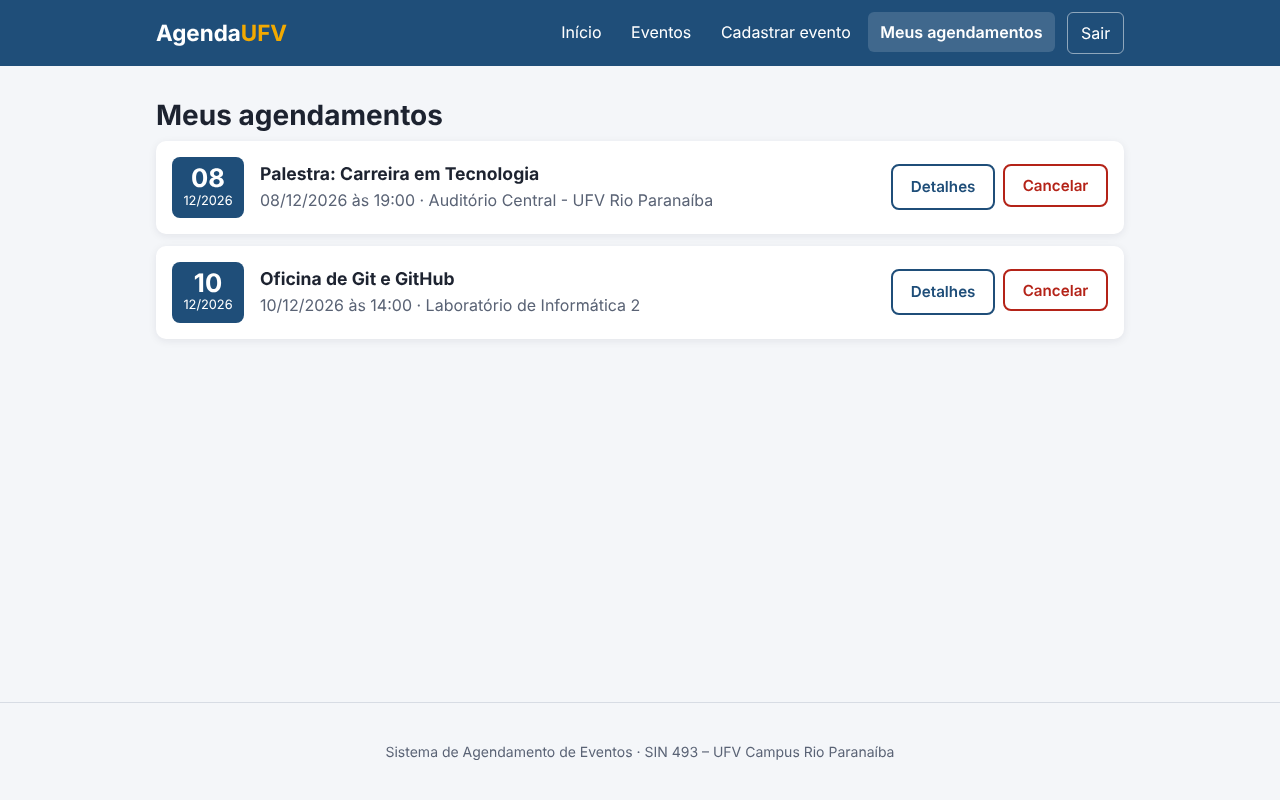 AgendaUFV
Início
Eventos
Cadastrar evento
Meus agendamentos
Sair
Meus agendamentos
08
12/2026
Palestra: Carreira em Tecnologia
08/12/2026 às 19:00 · Auditório Central - UFV Rio Paranaíba
Detalhes
Cancelar
10
12/2026
Oficina de Git e GitHub
10/12/2026 às 14:00 · Laboratório de Informática 2
Detalhes
Cancelar
Sistema de Agendamento de Eventos · SIN 493 – UFV Campus Rio Paranaíba